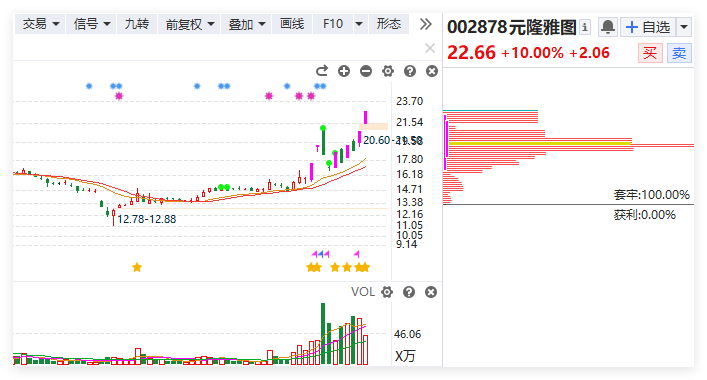 交易 信号 九转 前复权 叠加 画线 F10 形态
002878元隆雅图 i
自选
22.66 +10.00% +2.06 买 卖
23.70
21.54
20.60-21.50
17.80
16.18
14.71
13.38
12.16
11.05
10.05
9.14
12.78-12.88
套牢:100.00%
获利:0.00%
VOL
46.06
X万